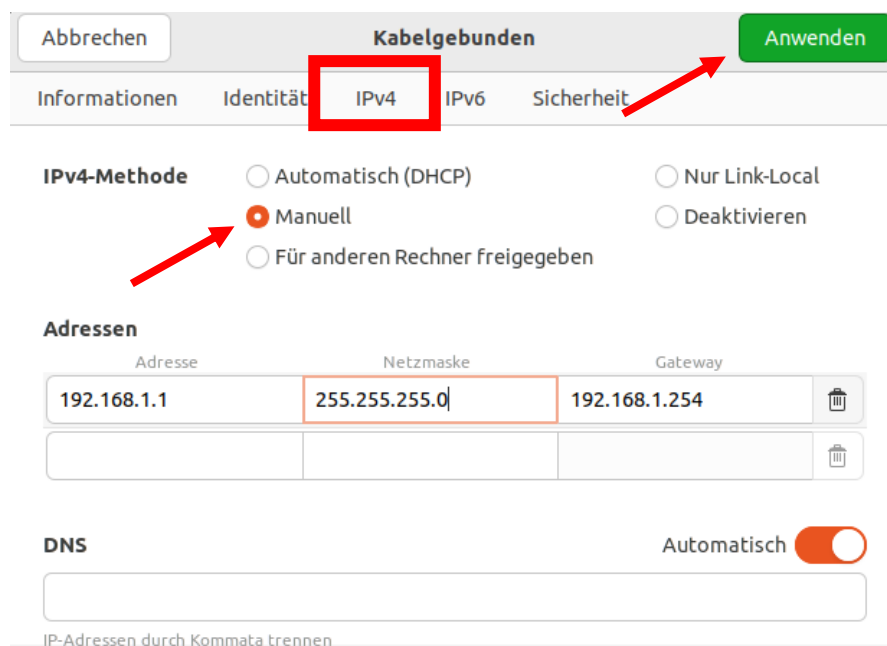 Abbrechen Kabelgebunden Anwenden
Informationen Identität IPv4 IPv6 Sicherheit
IPv4-Methode Automatisch (DHCP) Nur Link-Local
Manuell Deaktivieren
Für anderen Rechner freigegeben
Adressen
Adresse Netzmaske Gateway
192.168.1.1 255.255.255.0 192.168.1.254
DNS Automatisch
IP-Adressen durch Kommata trennen